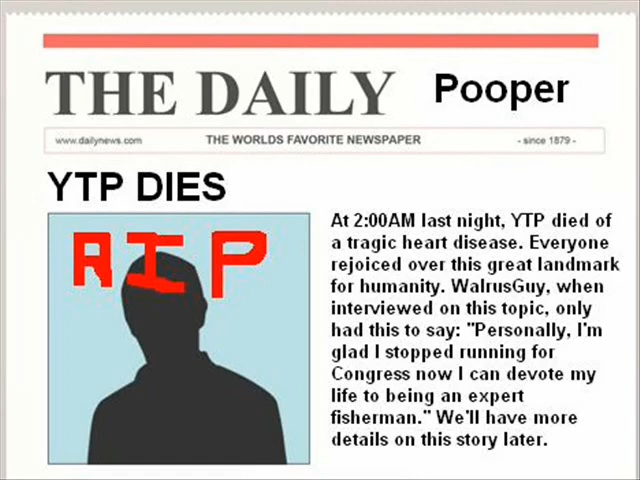 THE DAILY Pooper
www.dailynews.com THE WORLDS FAVORITE NEWSPAPER - since 1879 -
YTP DIES
RIP
At 2:00AM last night, YTP died of
a tragic heart disease. Everyone
rejoiced over this great landmark
for humanity. WalrusGuy, when
interviewed on this topic, only
had this to say: "Personally, I'm
glad I stopped running for
Congress now I can devote my
life to being an expert
fisherman." We'll have more
details on this story later.